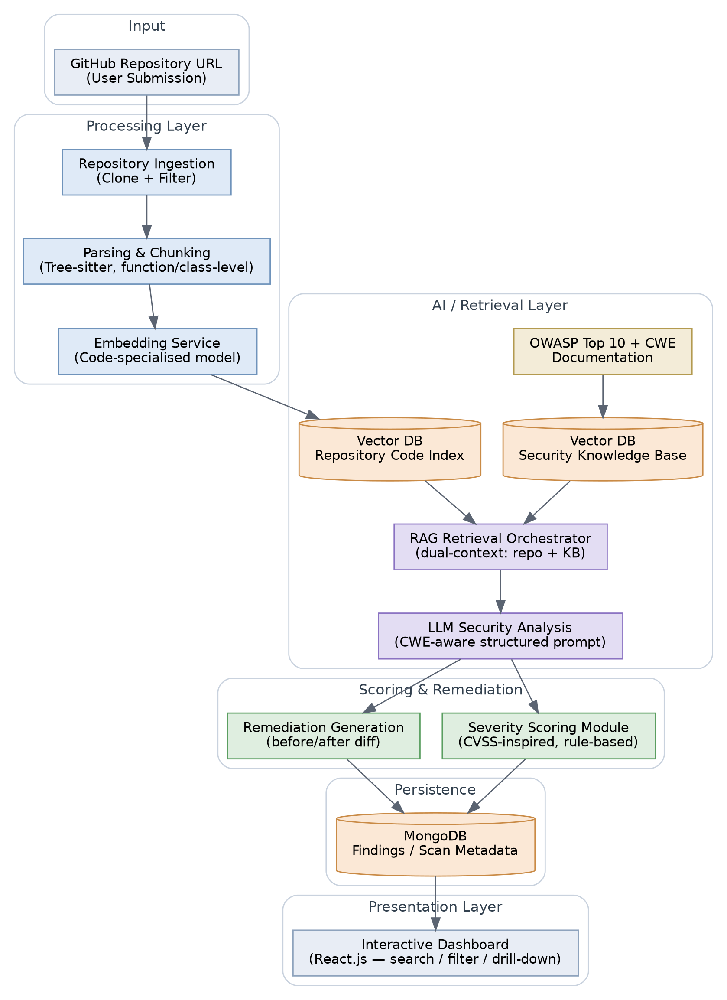 Input
GitHub Repository URL
(User Submission)
Processing Layer
Repository Ingestion
(Clone + Filter)
Parsing & Chunking
(Tree-sitter, function/class-level)
Embedding Service
(Code-specialised model)
AI / Retrieval Layer
OWASP Top 10 + CWE
Documentation
Vector DB
Repository Code Index
Vector DB
Security Knowledge Base
RAG Retrieval Orchestrator
(dual-context: repo + KB)
LLM Security Analysis
(CWE-aware structured prompt)
Scoring & Remediation
Remediation Generation
(before/after diff)
Severity Scoring Module
(CVSS-inspired, rule-based)
Persistence
MongoDB
Findings / Scan Metadata
Presentation Layer
Interactive Dashboard
(React.js — search / filter / drill-down)